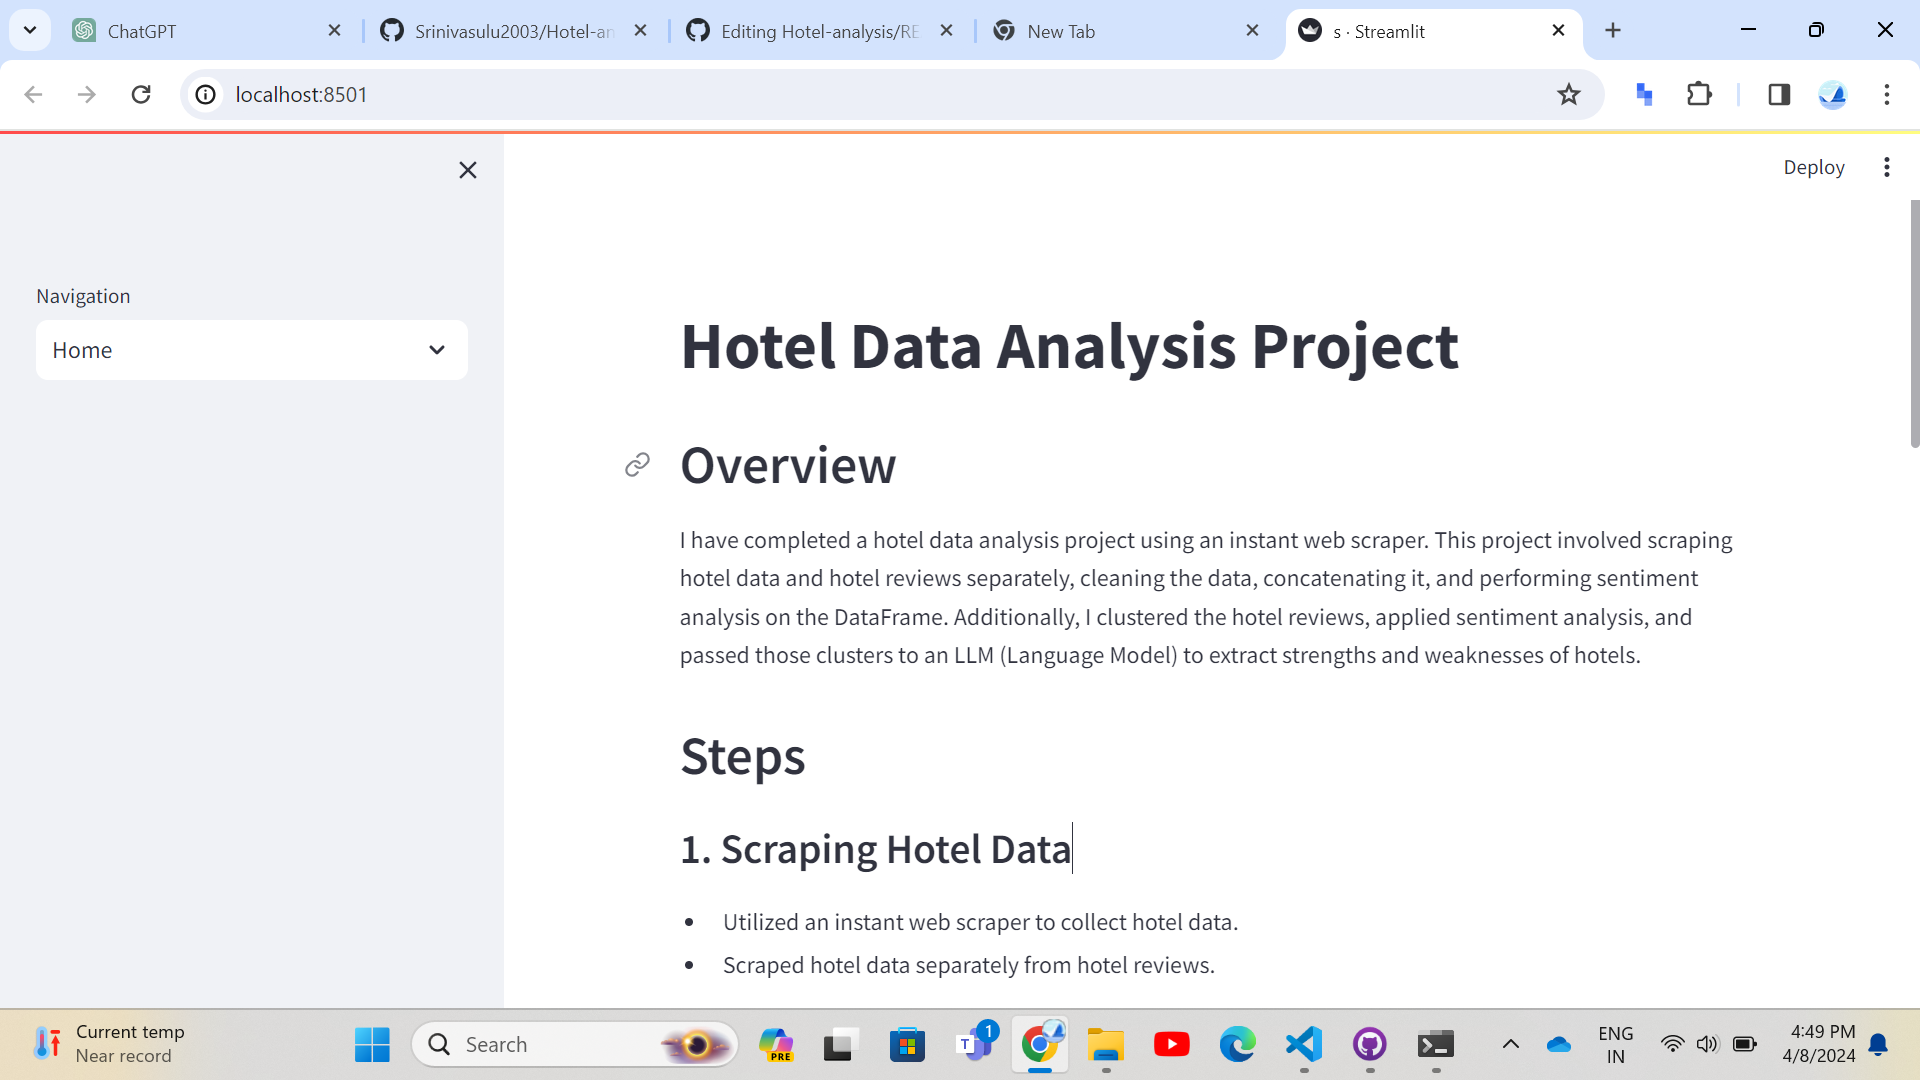 ChatGPT
Srinivasulu2003/Hotel-an
Editing Hotel-analysis/RE
New Tab
s · Streamlit
localhost:8501
Deploy
Navigation
Home
Hotel Data Analysis Project
Overview
I have completed a hotel data analysis project using an instant web scraper. This project involved scraping
hotel data and hotel reviews separately, cleaning the data, concatenating it, and performing sentiment
analysis on the DataFrame. Additionally, I clustered the hotel reviews, applied sentiment analysis, and
passed those clusters to an LLM (Language Model) to extract strengths and weaknesses of hotels.
Steps
1. Scraping Hotel Data
• Utilized an instant web scraper to collect hotel data.
• Scraped hotel data separately from hotel reviews.
Current temp
Near record
Search
PRE
T
1
ENG
IN
4:49 PM
4/8/2024